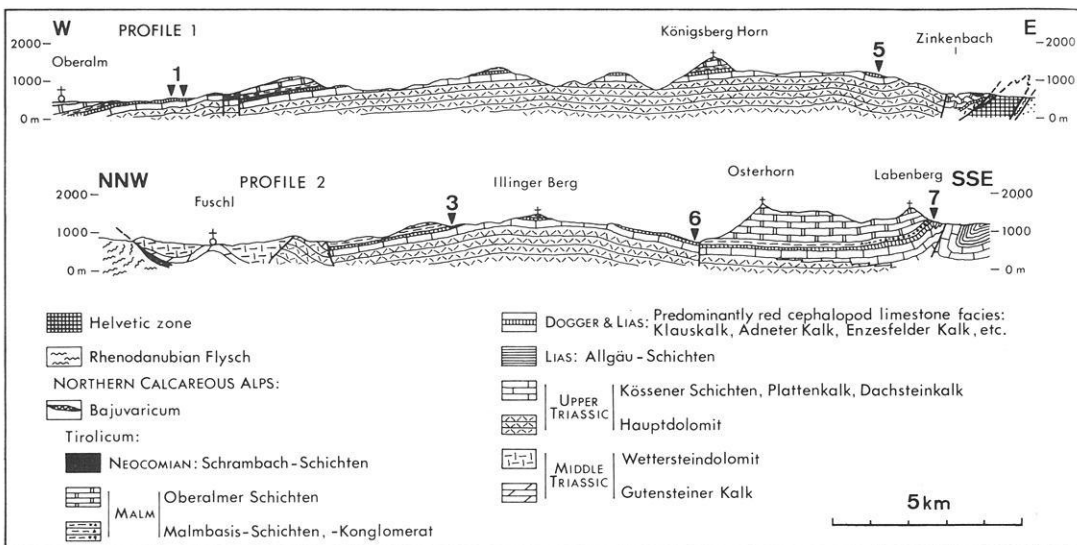 W PROFILE 1 Königsberg Horn Zinkenbach E
2000 Oberalm 1 5 2000
1000 1000
0 m 0 m
NNW PROFILE 2 Illinger Berg Osterhorn Labenberg SSE
2000 Fuschl 3 6 7 2000
1000 1000
0 m 0 m
Helvetic zone
Rhenodanubian Flysch
NORTHERN CALCAREOUS ALPS:
Bajuvaricum
Tirolicum:
NEOCOMIAN: Schrambach-Schichten
MALM
Oberalmer Schichten
Malmbasis-Schichten, -Konglomerat
DOGGER & LIAS: Predominantly red cephalopod limestone facies:
Klauskalk, Adneter Kalk, Enzesfelder Kalk, etc.
LIAS: Allgäu-Schichten
UPPER TRIASSIC
Kössener Schichten, Plattenkalk, Dachsteinkalk
Hauptdolomit
MIDDLE TRIASSIC
Wettersteindolomit
Gutensteiner Kalk
5 km